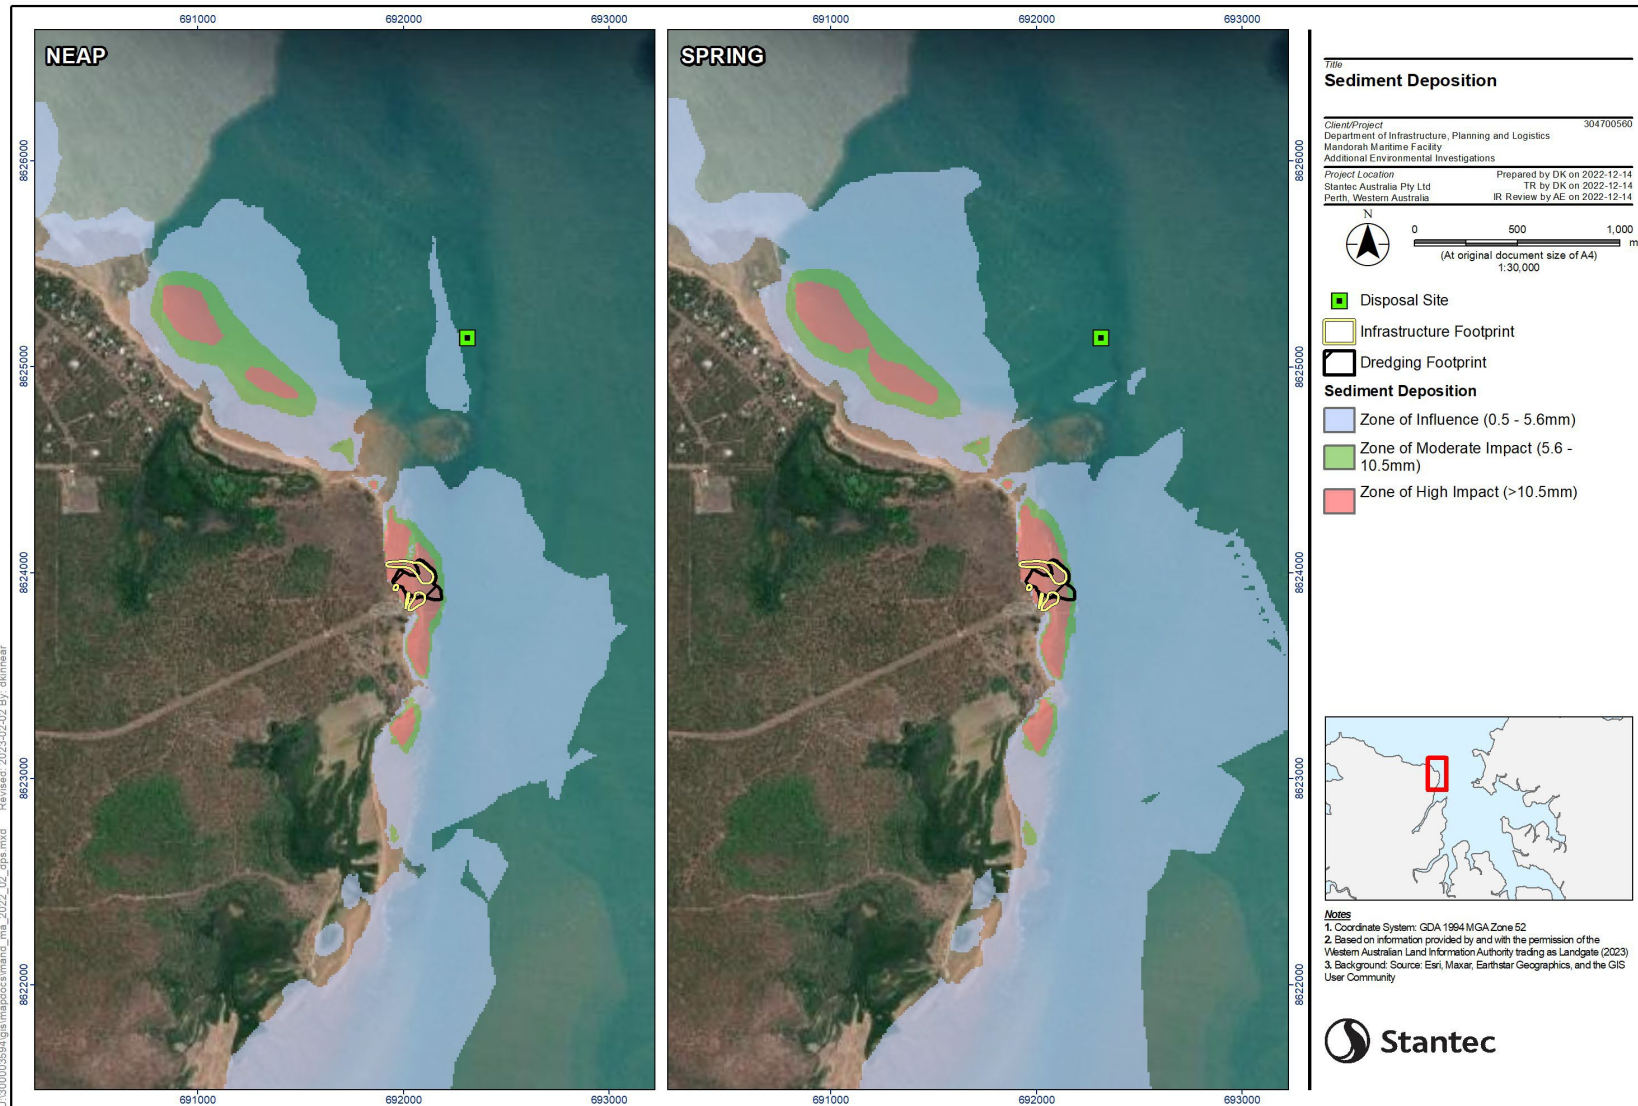 691000
692000
693000
691000
692000
693000
NEAP
SPRING
8626000
8625000
8624000
8623000
8622000
8626000
8625000
8624000
8623000
8622000
691000
692000
693000
691000
692000
693000
Title
Sediment Deposition
Client/Project 304700560
Department of Infrastructure, Planning and Logistics
Mandorah Maritime Facility
Additional Environmental Investigations
Project Location Prepared by DK on 2022-12-14
Stantec Australia Pty Ltd TR by DK on 2022-12-14
Perth, Western Australia IR Review by AE on 2022-12-14
N
0 500 1,000
m
(At original document size of A4)
1:30,000
Disposal Site
Infrastructure Footprint
Dredging Footprint
Sediment Deposition
Zone of Influence (0.5 - 5.6mm)
Zone of Moderate Impact (5.6 -
10.5mm)
Zone of High Impact (>10.5mm)
Notes
1. Coordinate System: GDA 1994 MGA Zone 52
2. Based on information provided by and with the permission of the
Western Australian Land Information Authority trading as Landgate (2023)
3. Background: Source: Esri, Maxar, Earthstar Geographics, and the GIS
User Community
Stantec
Revised: 2023-02-02 By: dkinnear